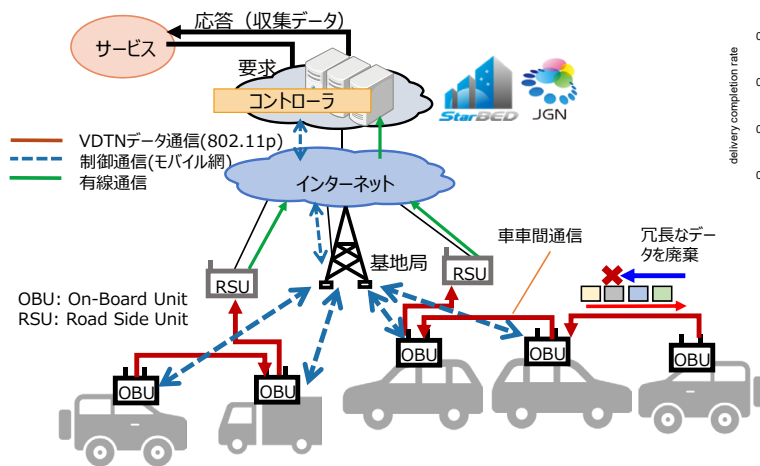 応答（収集データ）
サービス
要求
コントローラ
StarBED
JGN
VDTNデータ通信(802.11p)
制御通信(モバイル網)
有線通信
インターネット
車車間通信
冗長なデー
タを廃棄
基地局
RSU
RSU
OBU: On-Board Unit
RSU: Road Side Unit
OBU
OBU
OBU
OBU
OBU
delivery completion rate
0
0
0
0